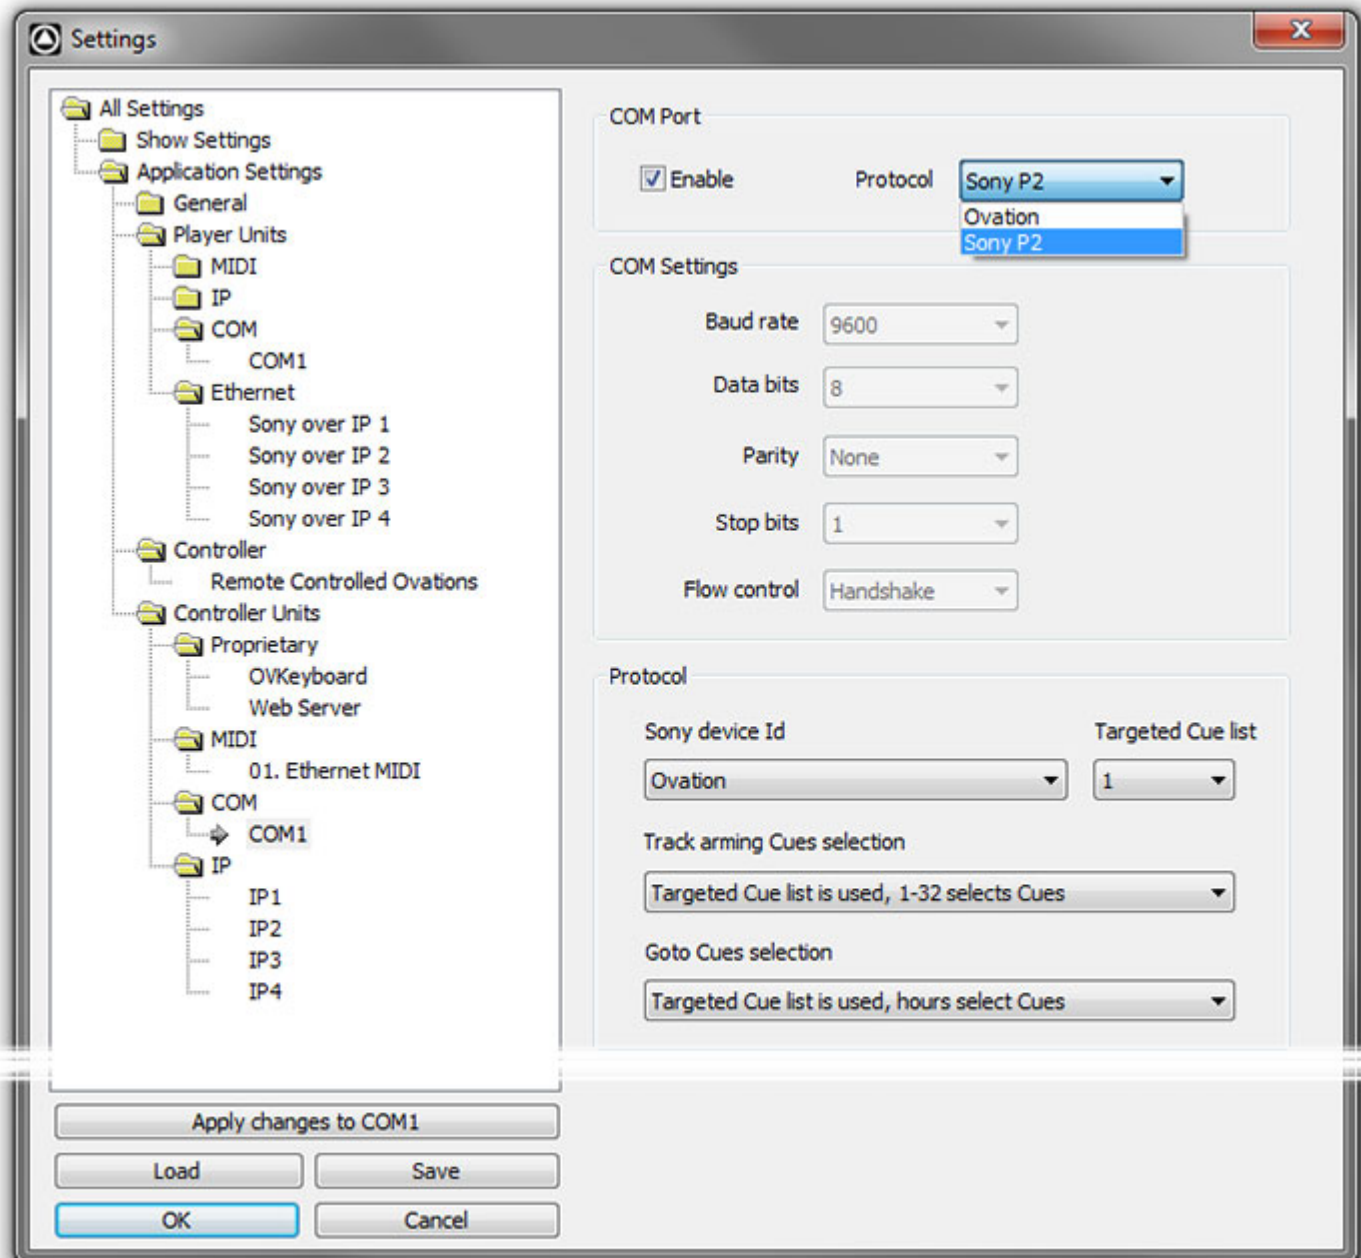 Settings
All Settings
Show Settings
Application Settings
General
Player Units
MIDI
IP
COM
COM1
Ethernet
Sony over IP 1
Sony over IP 2
Sony over IP 3
Sony over IP 4
Controller
Remote Controlled Ovations
Controller Units
Proprietary
OVKeyboard
Web Server
MIDI
01. Ethernet MIDI
COM
COM1
IP
IP1
IP2
IP3
IP4
Apply changes to COM1
Load Save
OK Cancel
COM Port
Enable Protocol Sony P2
Ovation
Sony P2
COM Settings
Baud rate 9600
Data bits 8
Parity None
Stop bits 1
Flow control Handshake
Protocol
Sony device Id Targeted Cue list
Ovation 1
Track arming Cues selection
Targeted Cue list is used, 1-32 selects Cues
Goto Cues selection
Targeted Cue list is used, hours select Cues